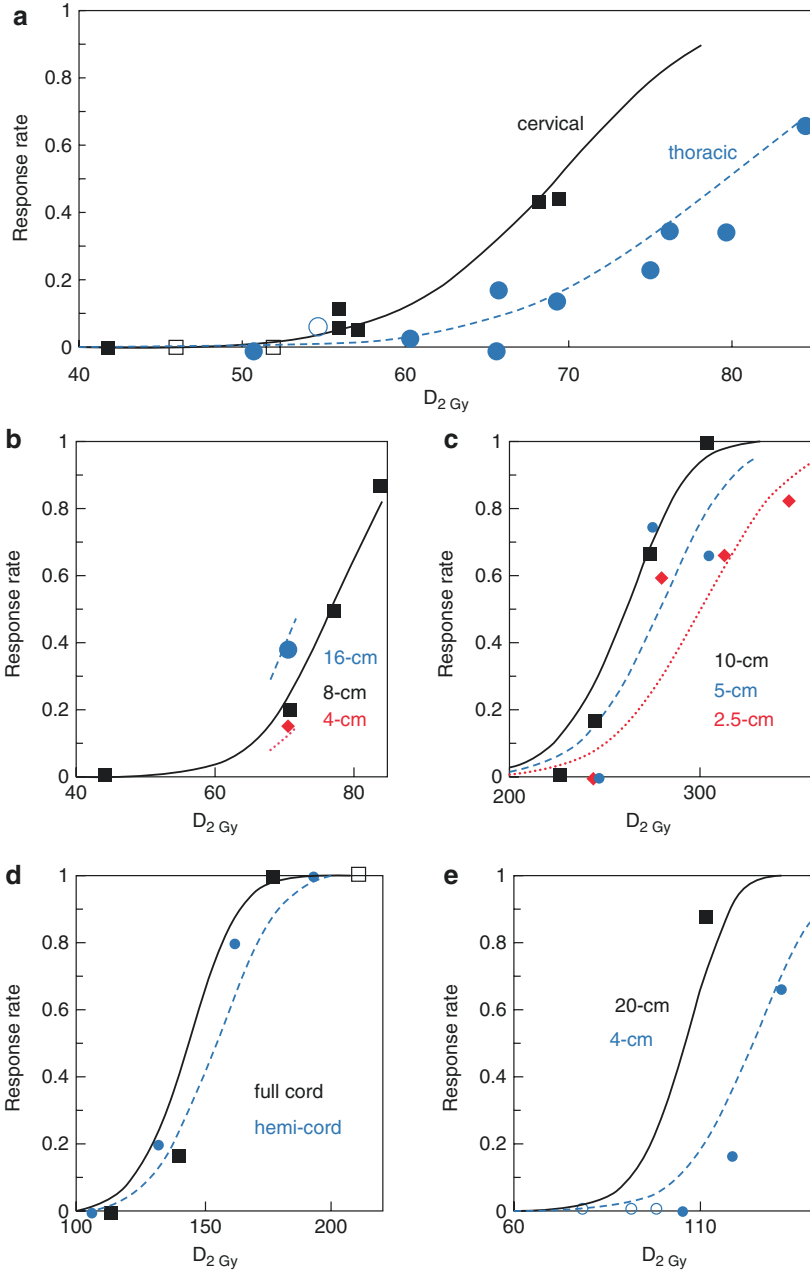 a
1
0.8
0.6
0.4
0.2
0
Response rate
cervical
thoracic
40
50
60
70
80
D2 Gy
b
1
0.8
0.6
0.4
0.2
0
Response rate
16-cm
8-cm
4-cm
40
60
80
D2 Gy
c
1
0.8
0.6
0.4
0.2
0
Response rate
10-cm
5-cm
2.5-cm
200
300
D2 Gy
d
1
0.8
0.6
0.4
0.2
0
Response rate
full cord
hemi-cord
100
150
200
D2 Gy
e
1
0.8
0.6
0.4
0.2
0
Response rate
20-cm
4-cm
60
110
D2 Gy